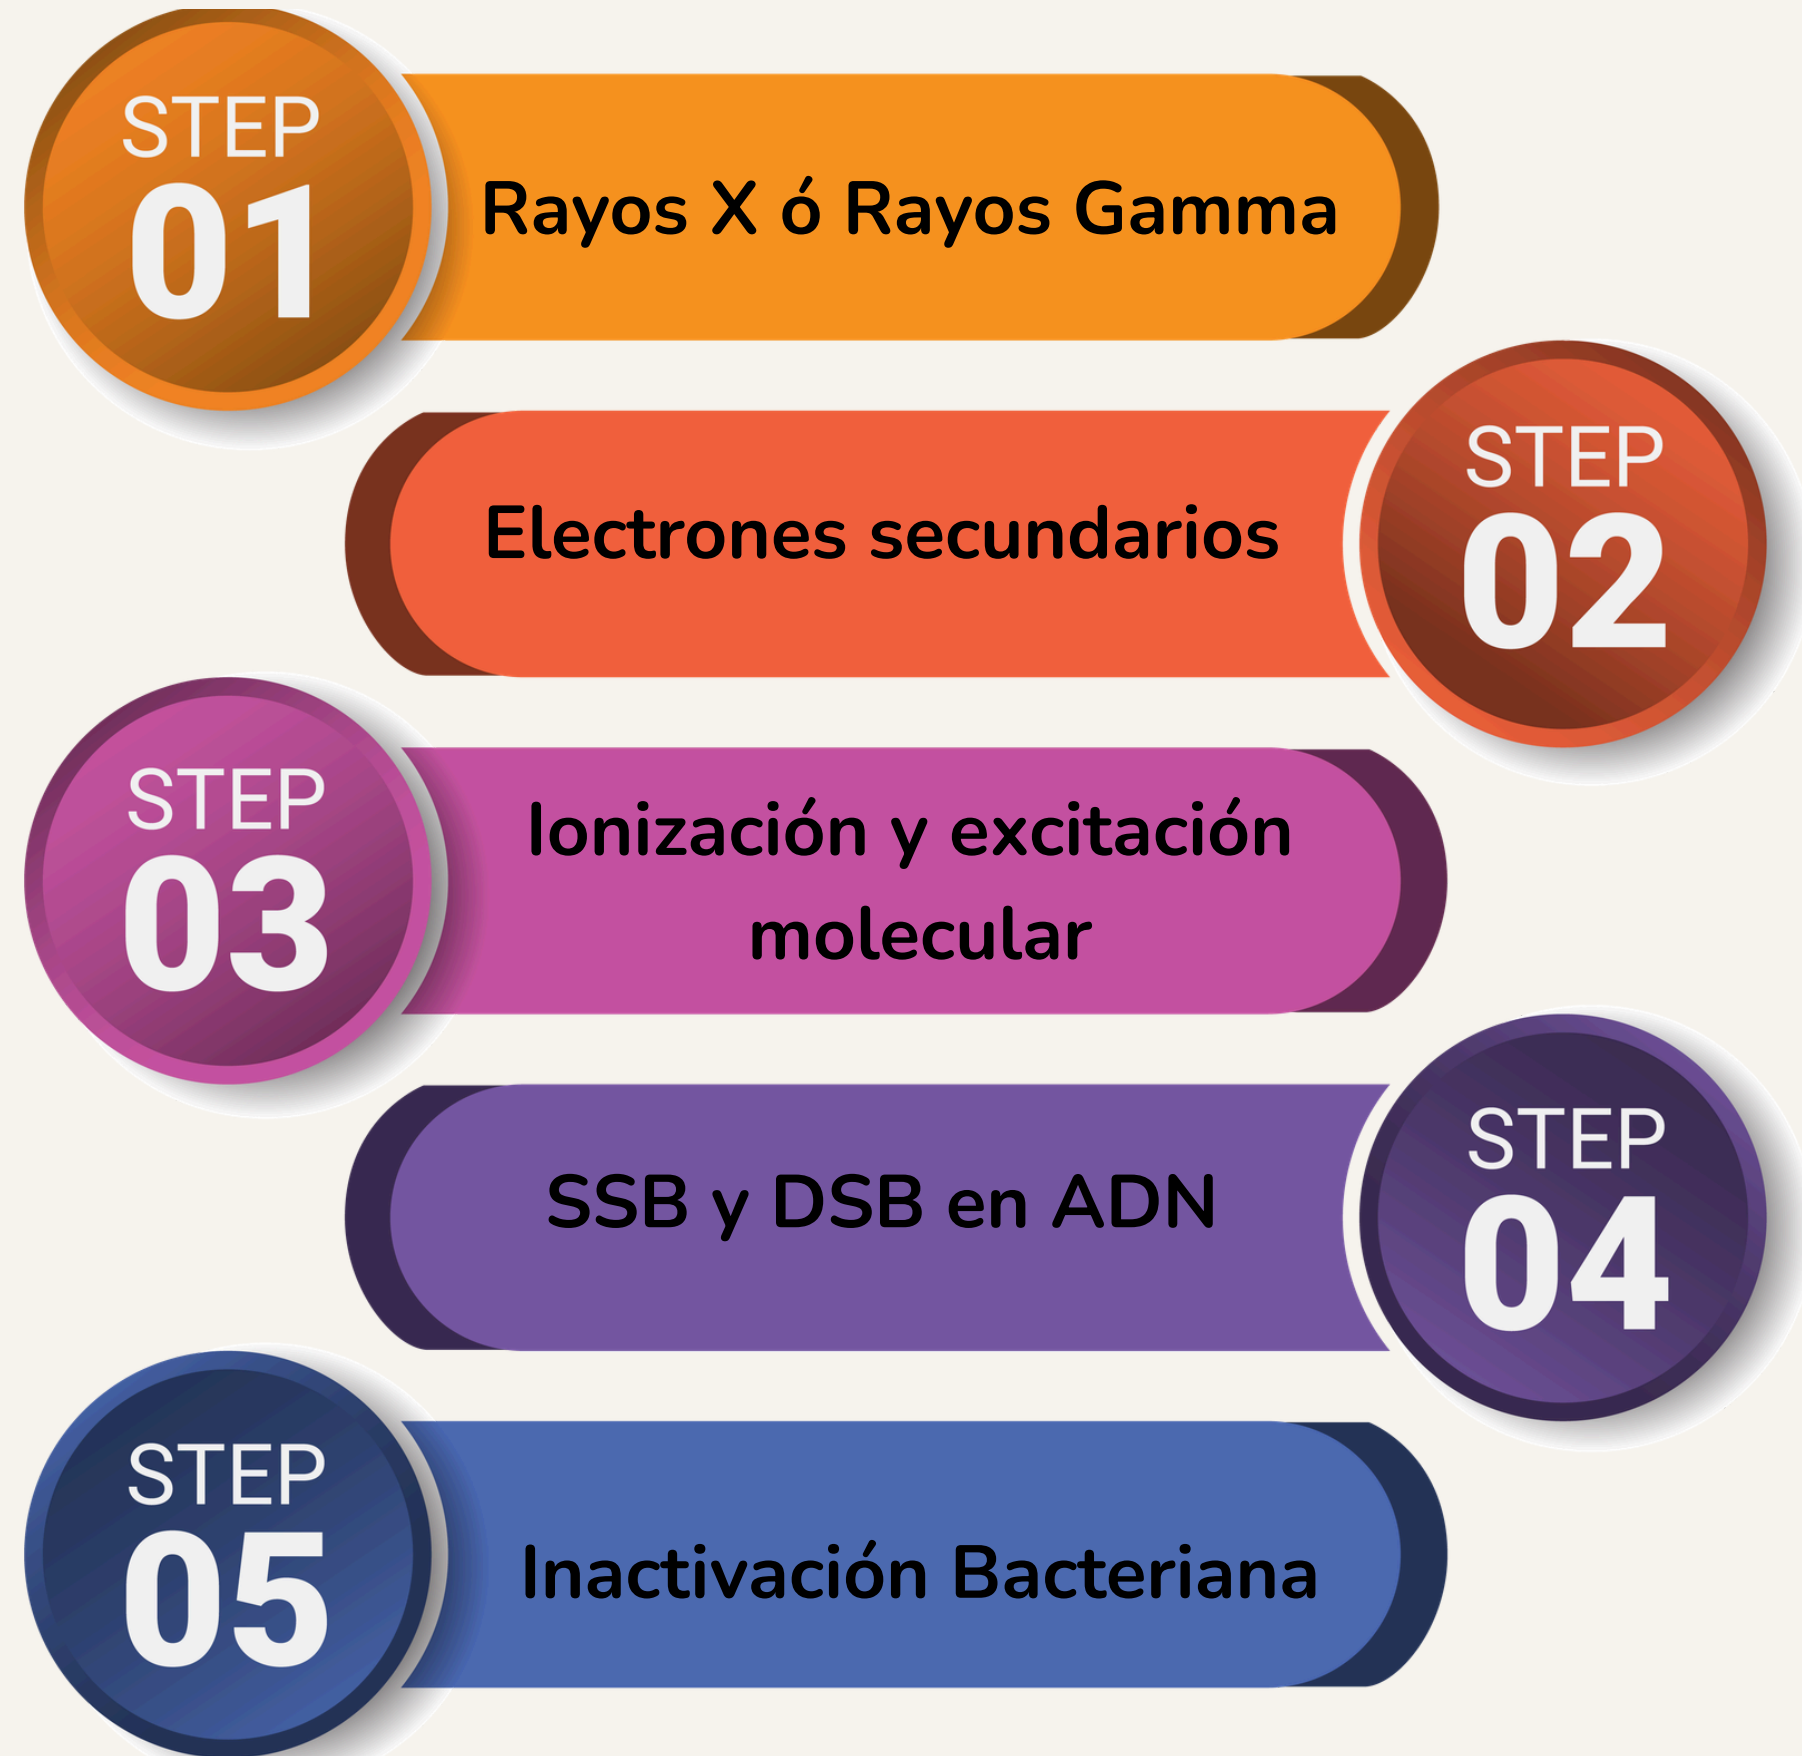 STEP
01
Rayos X ó Rayos Gamma
STEP
02
Electrones secundarios
STEP
03
Ionización y excitación
molecular
STEP
04
SSB y DSB en ADN
STEP
05
Inactivación Bacteriana